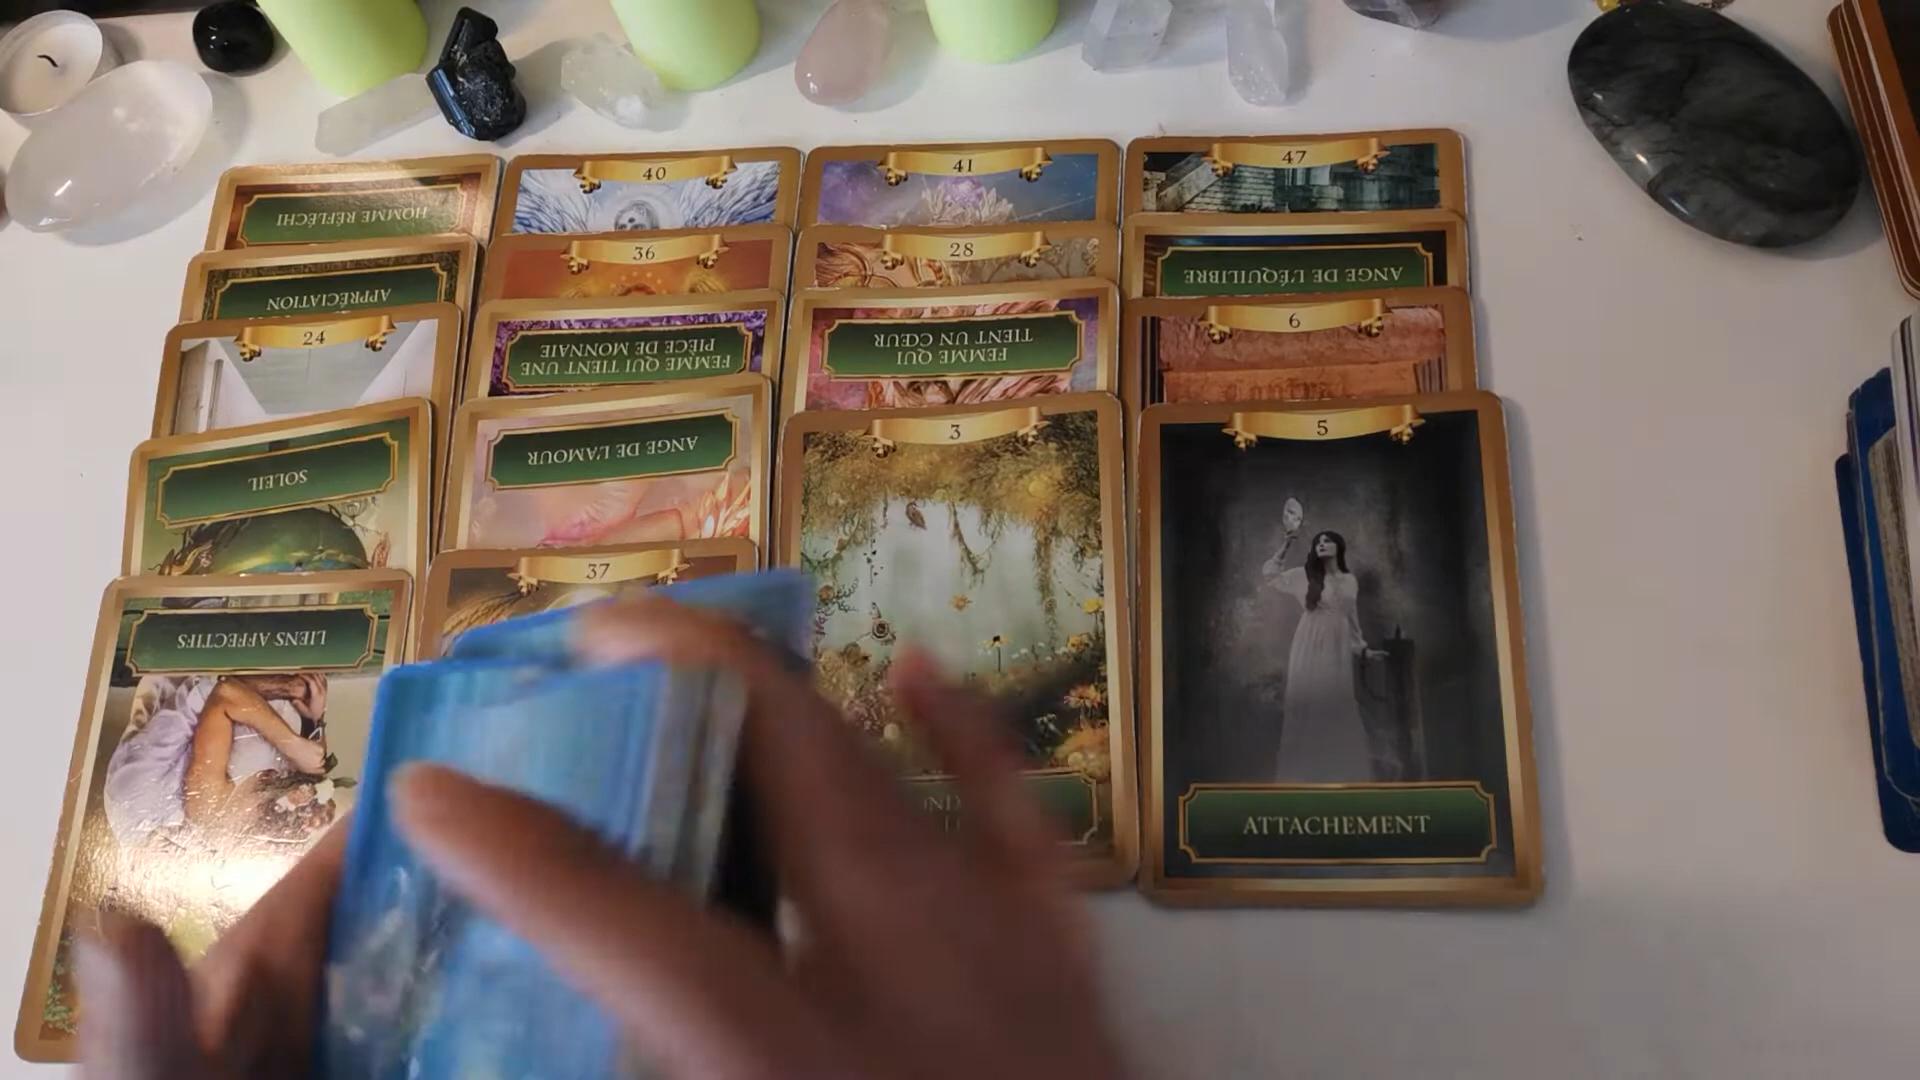 HOMME RÉFLÉCHI
40
41
47
APPRÉCIATION
36
28
ANGE DE L'ÉQUILIBRE
24
FEMME QUI TIENT UNE
PIÈCE DE MONNAIE
FEMME QUI
TIENT UN CŒUR
6
SOLEIL
ANGE DE L'AMOUR
3
5
LIENS AFFECTIFS
37
OND
ATTACHEMENT